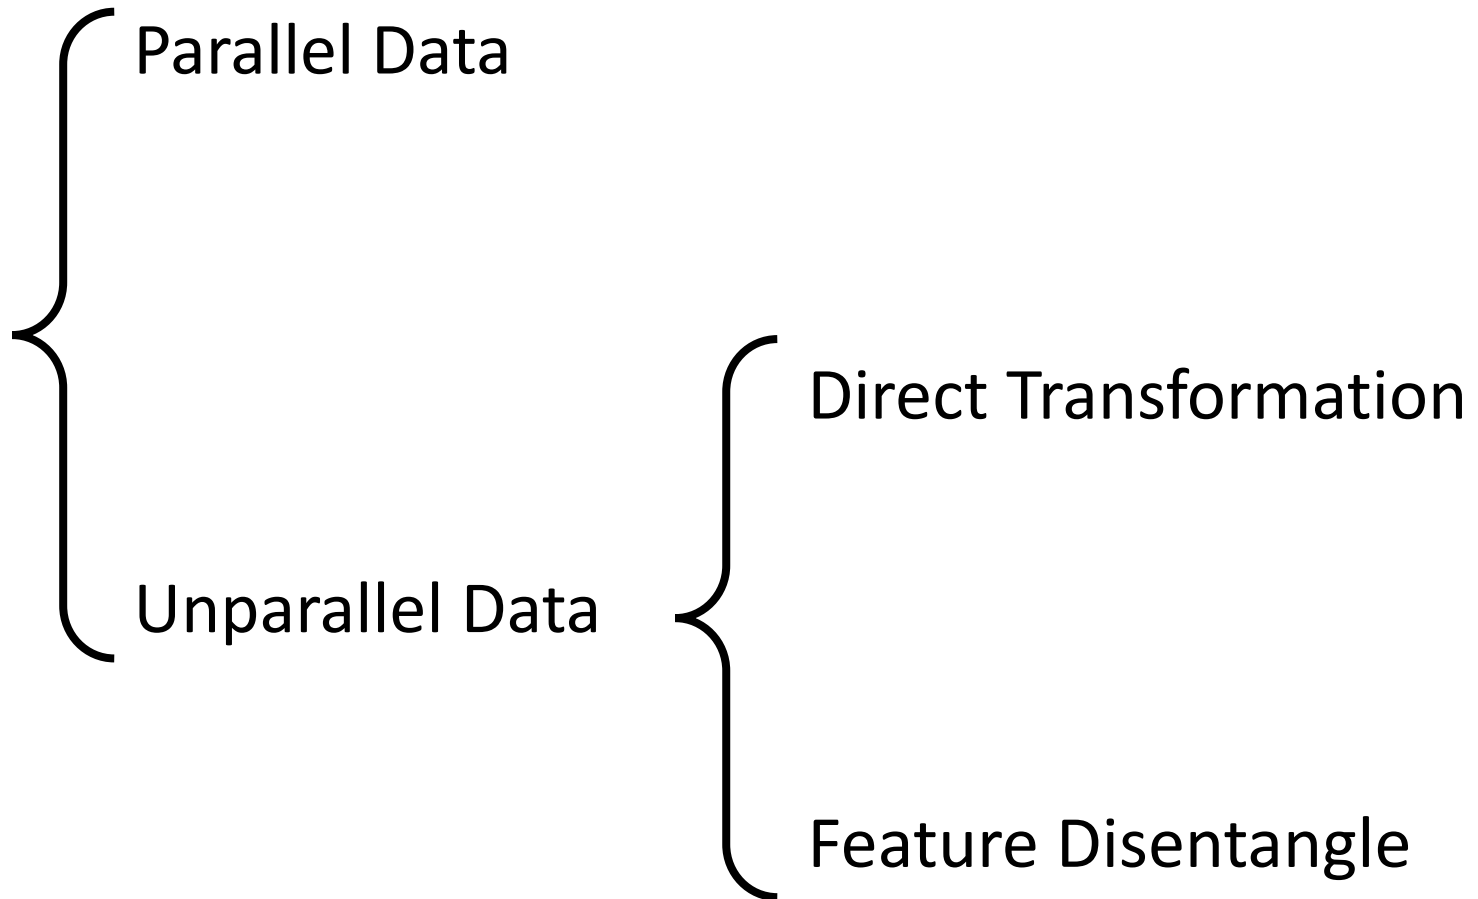 Parallel Data
Direct Transformation
Unparallel Data
Feature Disentangle